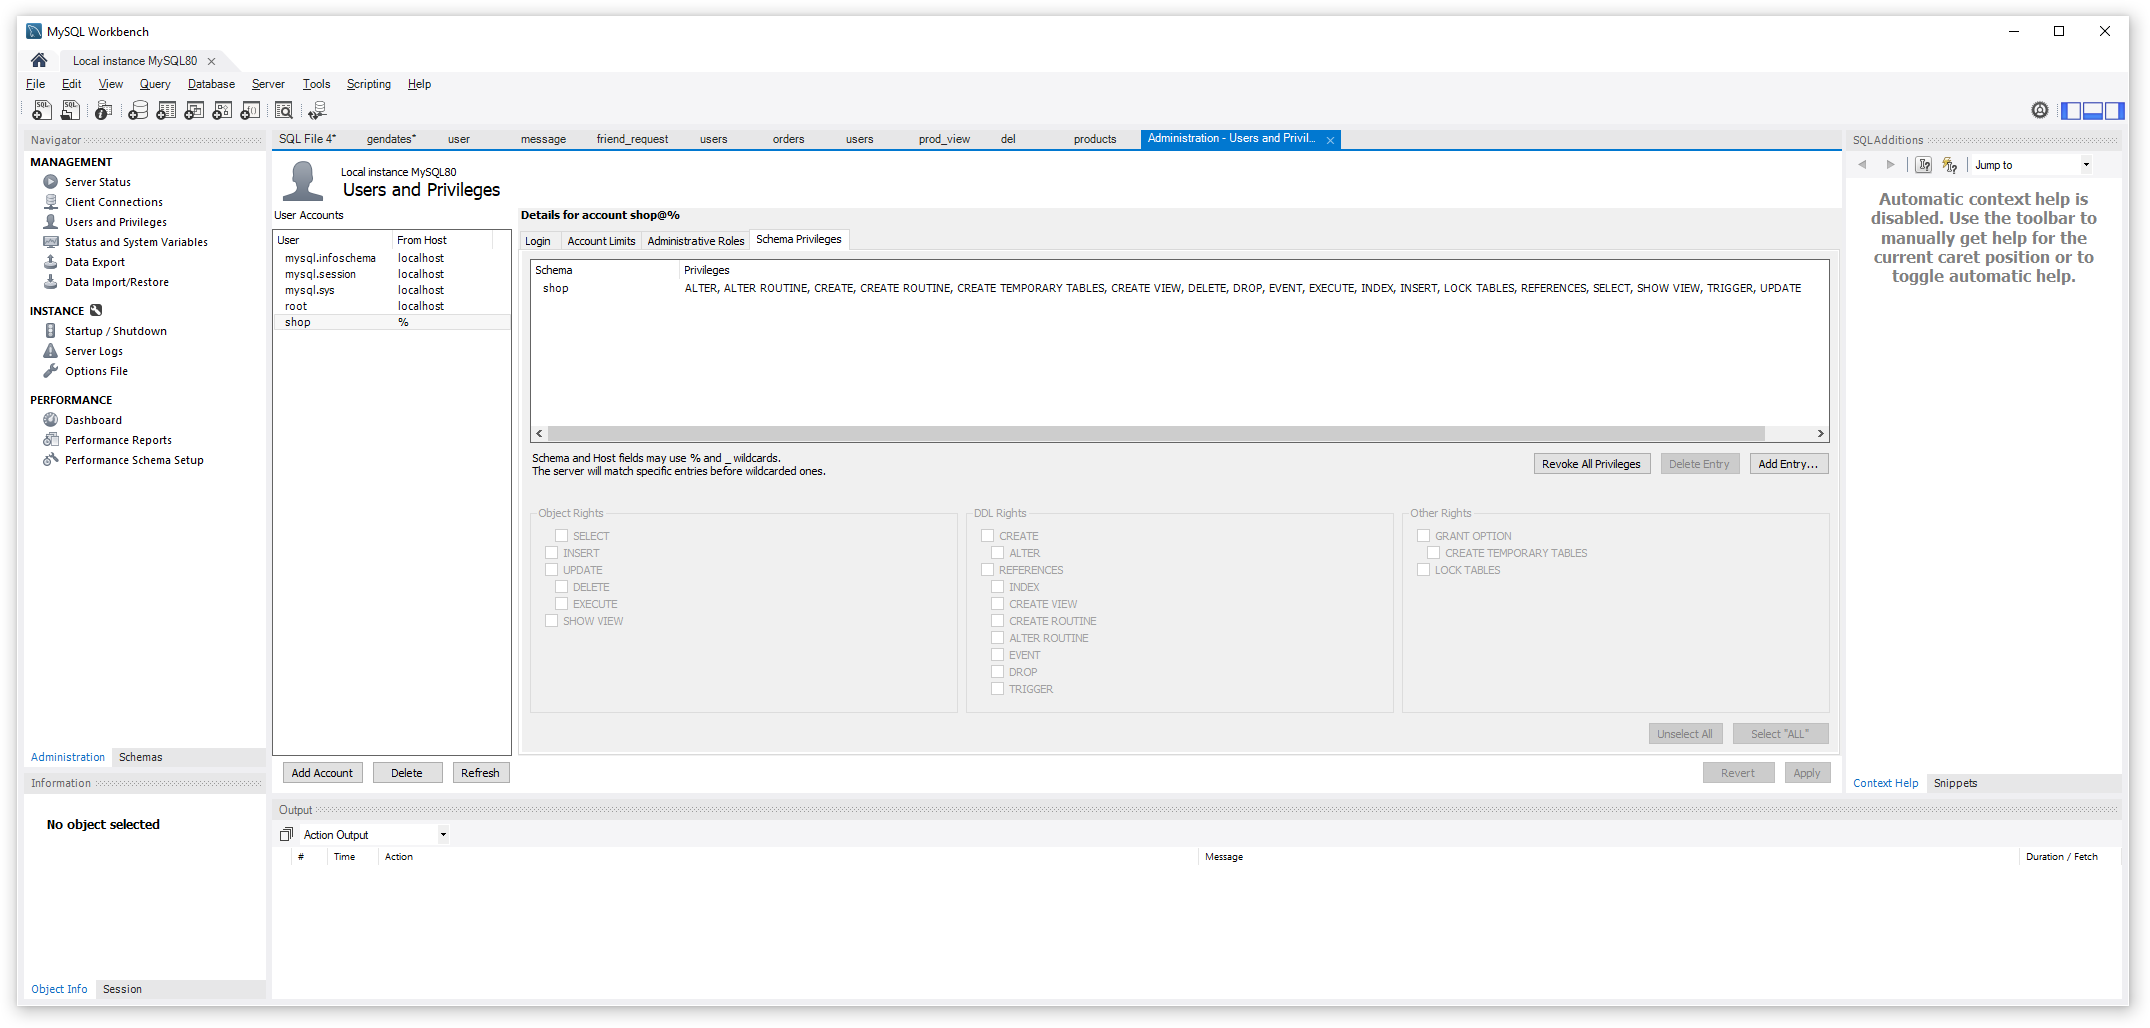 MySQL Workbench
Local instance MySQL80
File Edit View Query Database Server Tools Scripting Help
Navigator
MANAGEMENT
Server Status
Client Connections
Users and Privileges
Status and System Variables
Data Export
Data Import/Restore
INSTANCE
Startup / Shutdown
Server Logs
Options File
PERFORMANCE
Dashboard
Performance Reports
Performance Schema Setup
Administration Schemas
Information
No object selected
Object Info Session
SQL File 4* gendates* user message friend_request users orders users prod_view del products Administration - Users and Privil...
Local instance MySQL80
Users and Privileges
User Accounts
User From Host
mysql.infoschema localhost
mysql.session localhost
mysql.sys localhost
root localhost
shop %
Add Account Delete Refresh
Details for account shop@%
Login Account Limits Administrative Roles Schema Privileges
Schema Privileges
shop ALTER, ALTER ROUTINE, CREATE, CREATE ROUTINE, CREATE TEMPORARY TABLES, CREATE VIEW, DELETE, DROP, EVENT, EXECUTE, INDEX, INSERT, LOCK TABLES, REFERENCES, SELECT, SHOW VIEW, TRIGGER, UPDATE
Schema and Host fields may use % and _ wildcards.
The server will match specific entries before wildcarded ones.
Revoke All Privileges Delete Entry Add Entry...
Object Rights
SELECT
INSERT
UPDATE
DELETE
EXECUTE
SHOW VIEW
DDL Rights
CREATE
ALTER
REFERENCES
INDEX
CREATE VIEW
CREATE ROUTINE
ALTER ROUTINE
EVENT
DROP
TRIGGER
Other Rights
GRANT OPTION
CREATE TEMPORARY TABLES
LOCK TABLES
Unselect All Select "ALL"
Revert Apply
Output
Action Output
# Time Action Message Duration / Fetch
SQLAdditions
Jump to
Automatic context help is
disabled. Use the toolbar to
manually get help for the
current caret position or to
toggle automatic help.
Context Help Snippets